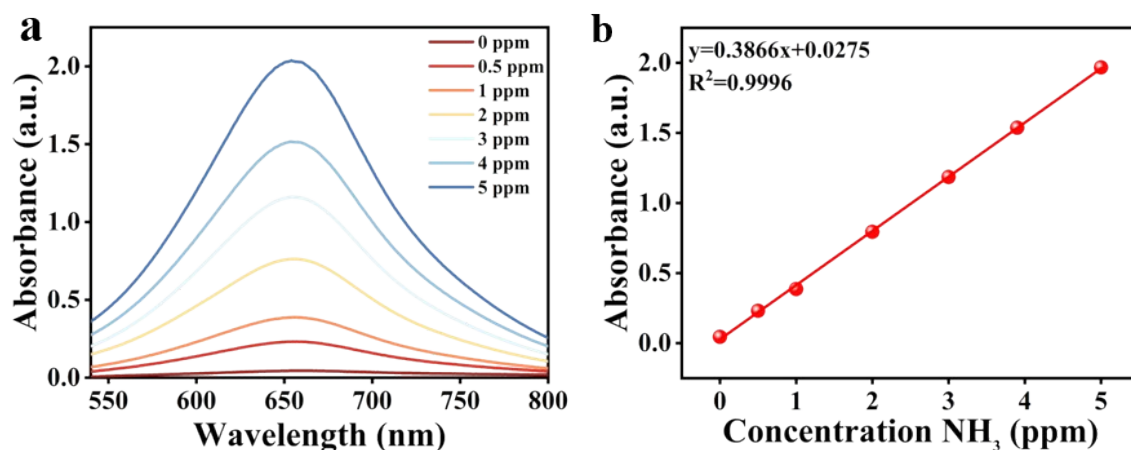 a
Absorbance (a.u.)
2.0
1.5
1.0
0.5
0.0
550 600 650 700 750 800
Wavelength (nm)
0 ppm
0.5 ppm
1 ppm
2 ppm
3 ppm
4 ppm
5 ppm
b
Absorbance (a.u.)
2.0
1.5
1.0
0.5
0.0
0 1 2 3 4 5
Concentration NH₃ (ppm)
y=0.3866x+0.0275
R²=0.9996